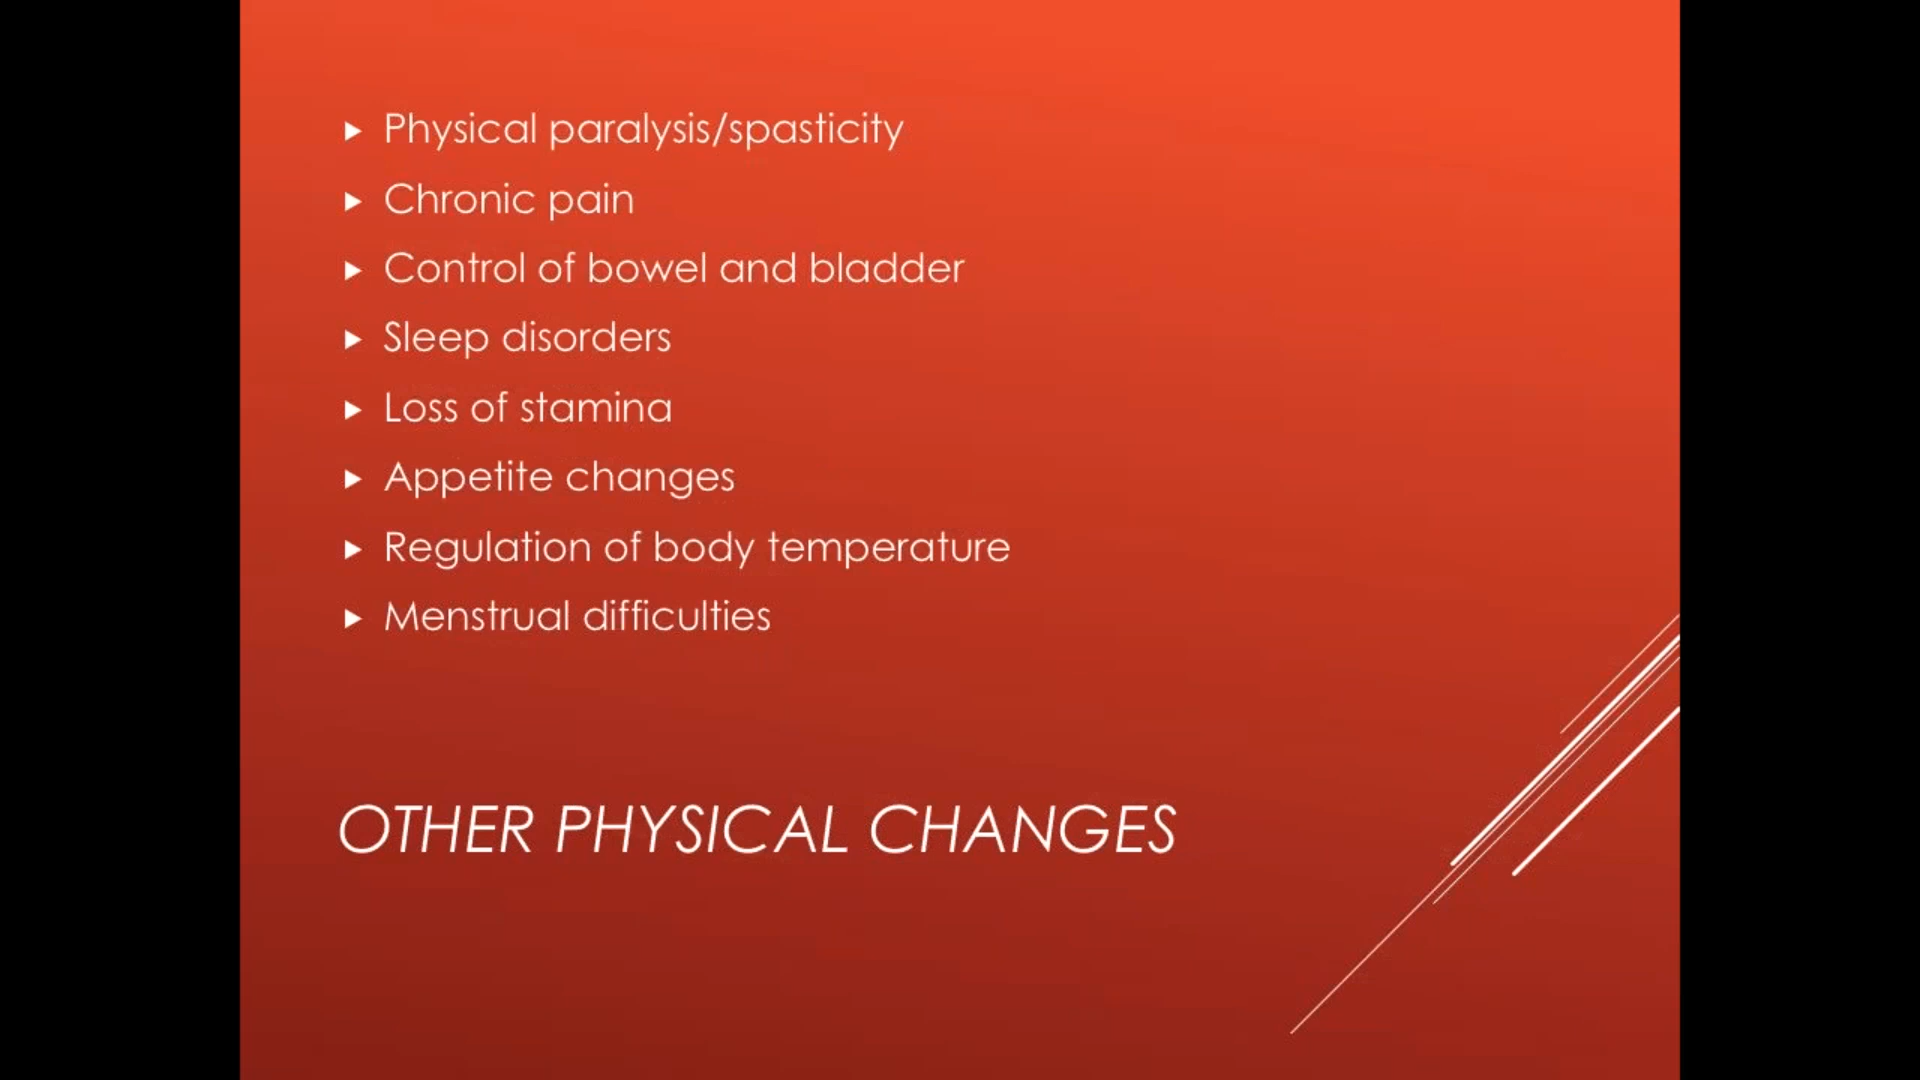 Physical paralysis/spasticity
Chronic pain
Control of bowel and bladder
Sleep disorders
Loss of stamina
Appetite changes
Regulation of body temperature
Menstrual difficulties
OTHER PHYSICAL CHANGES